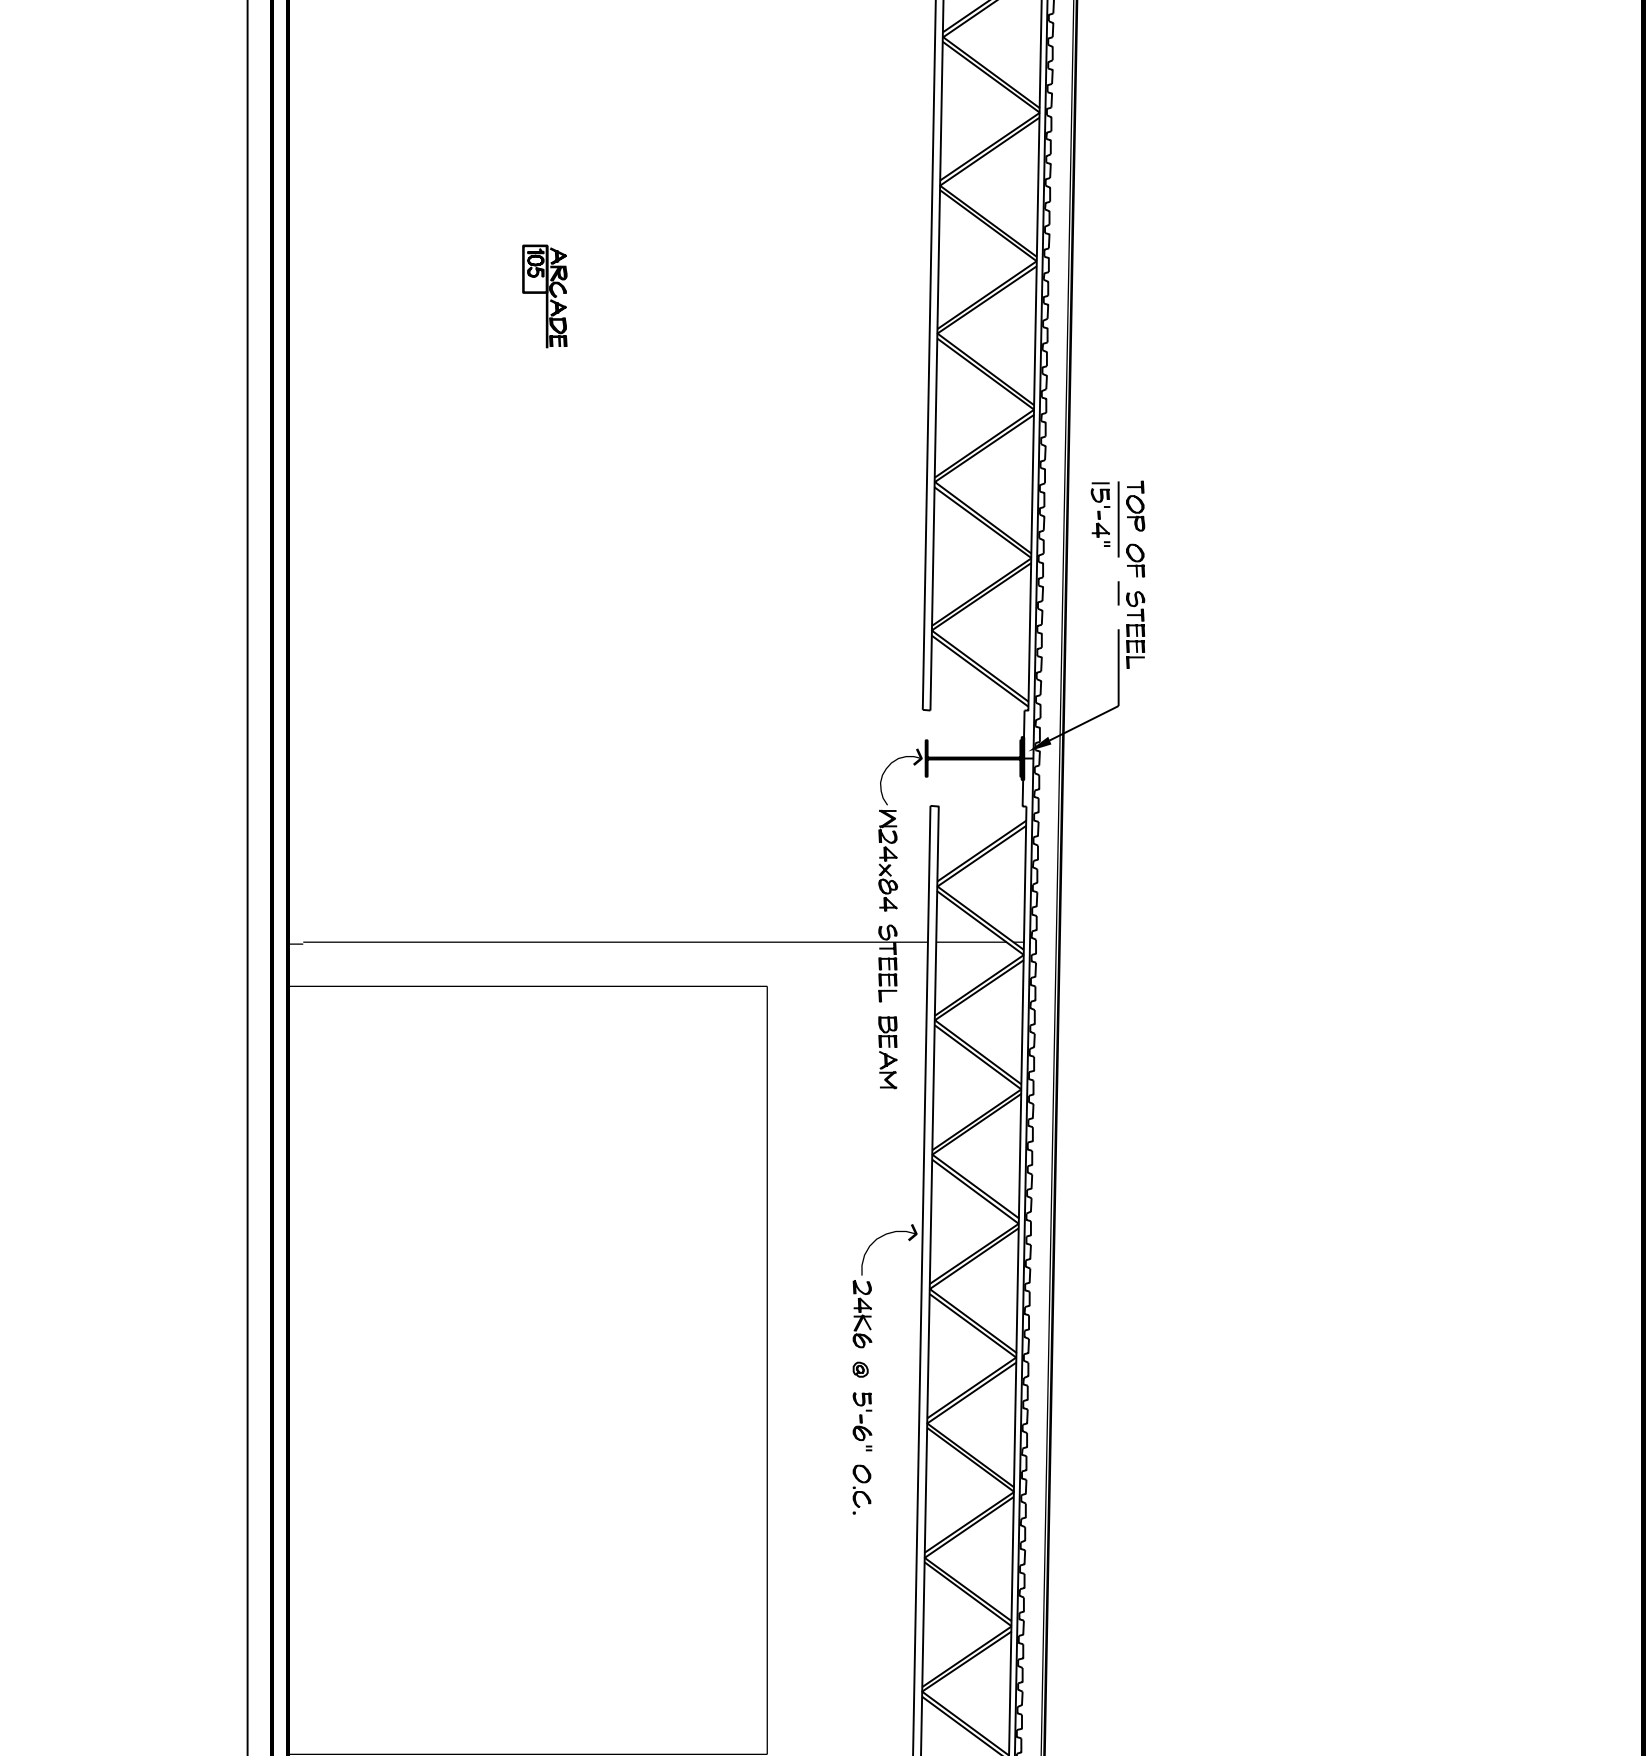 TOP OF STEEL
15'-4"
W24x84 STEEL BEAM
24K6 @ 5'-6" O.C.
ARCADE
105